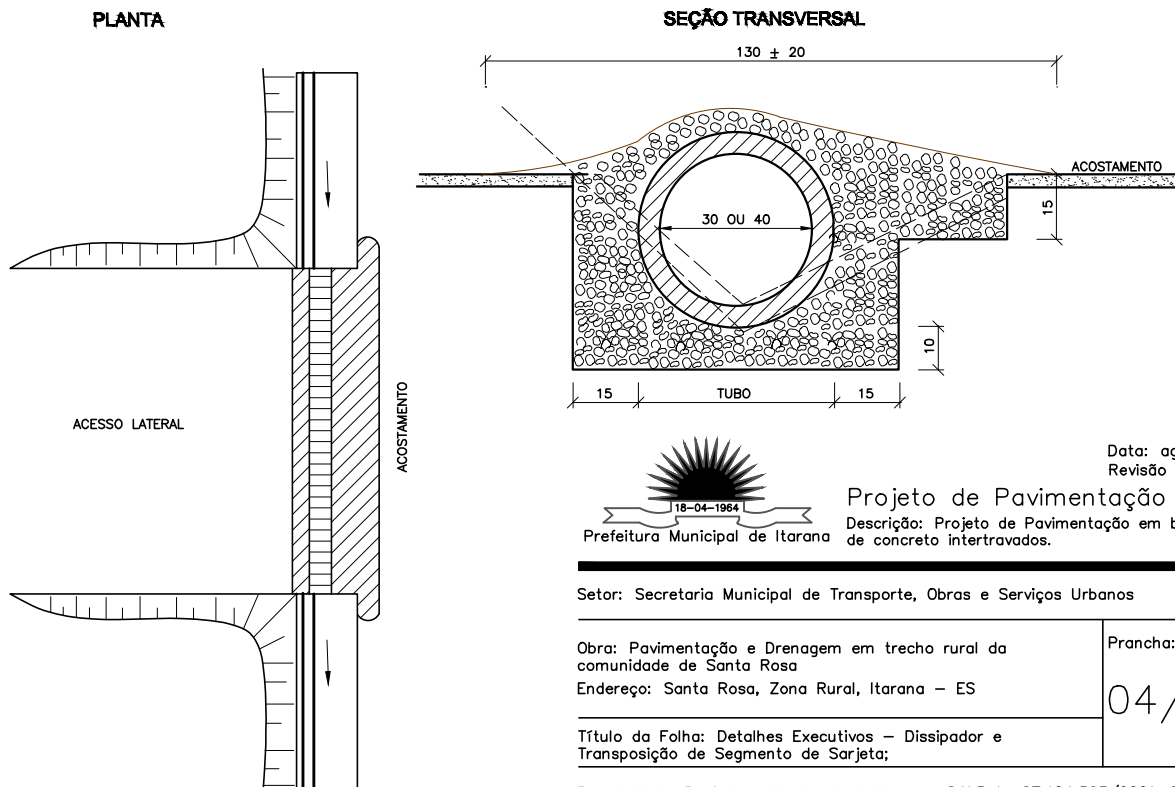 PLANTA
SEÇÃO TRANSVERSAL
130 ± 20
ACOSTAMENTO
30 OU 40
15
10
15
TUBO
15
ACESSO LATERAL
ACOSTAMENTO
18-04-1964
Prefeitura Municipal de Itarana
Data:
Revisão
Projeto de Pavimentação
Descrição: Projeto de Pavimentação em
de concreto intertravados.
Setor: Secretaria Municipal de Transporte, Obras e Serviços Urbanos
Obra: Pavimentação e Drenagem em trecho rural da
comunidade de Santa Rosa
Endereço: Santa Rosa, Zona Rural, Itarana – ES
Prancha:
04/
Título da Folha: Detalhes Executivos – Dissipador e
Transposição de Segmento de Sarjeta;